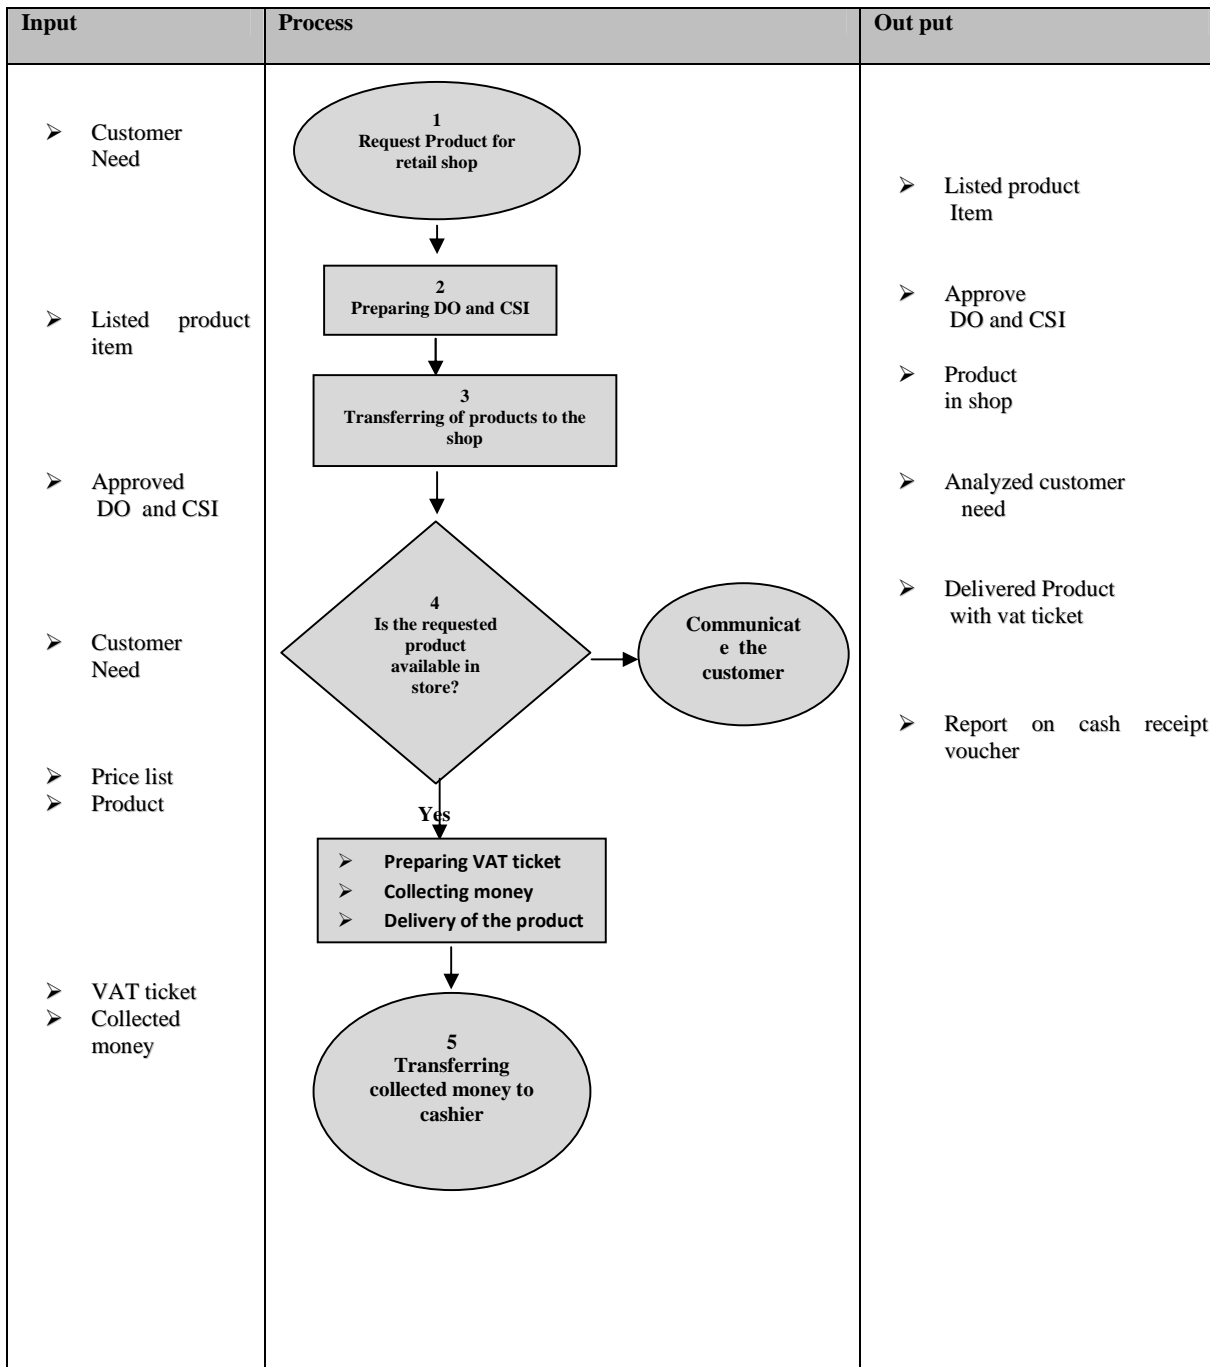 Input
Process
Out put
➢ Customer
Need
➢ Listed product
item
➢ Approved
DO and CSI
➢ Customer
Need
➢ Price list
➢ Product
➢ VAT ticket
➢ Collected
money
1
Request Product for
retail shop
2
Preparing DO and CSI
3
Transferring of products to the
shop
4
Is the requested
product
available in
store?
Communicat
e the
customer
Yes
➢ Preparing VAT ticket
➢ Collecting money
➢ Delivery of the product
5
Transferring
collected money to
cashier
➢ Listed product
Item
➢ Approve
DO and CSI
➢ Product
in shop
➢ Analyzed customer
need
➢ Delivered Product
with vat ticket
➢ Report on cash receipt
voucher